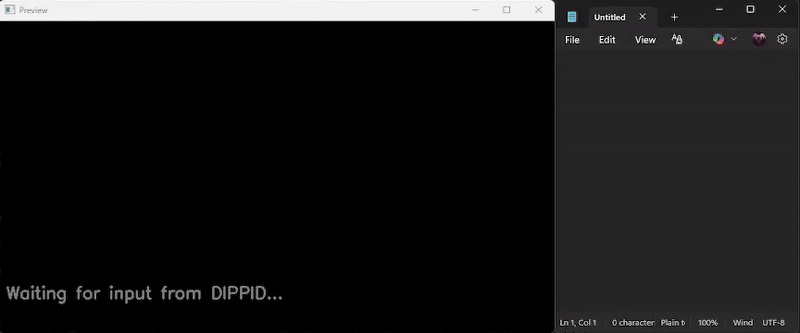 Preview
Untitled
File Edit View
Waiting for input from DIPPID...
Ln 1, Col 1 0 character Plain t 100% Wind UTF-8